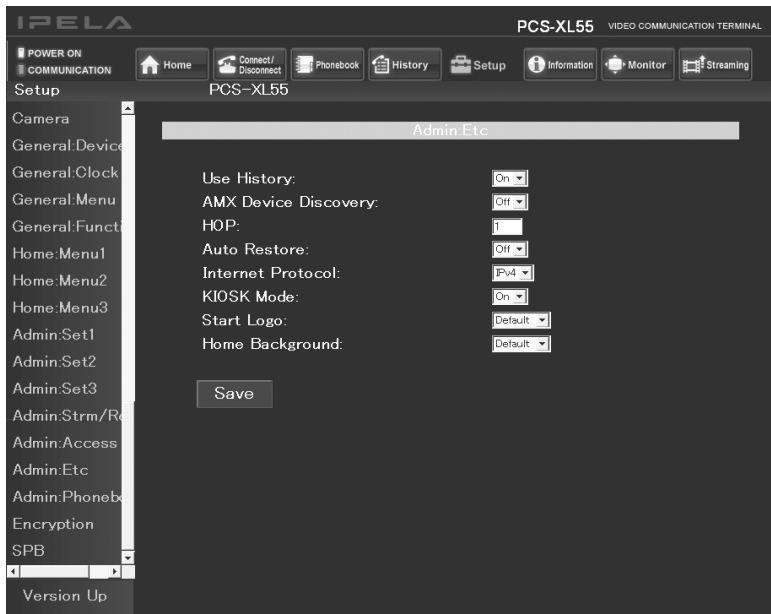 IPELA
PCS-XL55 VIDEO COMMUNICATION TERMINAL
POWER ON
COMMUNICATION
Home
Connect/
Disconnect
Phonebook
History
Setup
Information
Monitor
Streaming
Setup PCS-XL55
Camera
General:Device
General:Clock
General:Menu
General:Functi
Home:Menu1
Home:Menu2
Home:Menu3
Admin:Set1
Admin:Set2
Admin:Set3
Admin:Strm/Re
Admin:Access
Admin:Etc
Admin:Phonebo
Encryption
SPB
Version Up
Admin:Etc
Use History: On
AMX Device Discovery: Off
HOP: 1
Auto Restore: Off
Internet Protocol: IPv4
KIOSK Mode: On
Start Logo: Default
Home Background: Default
Save